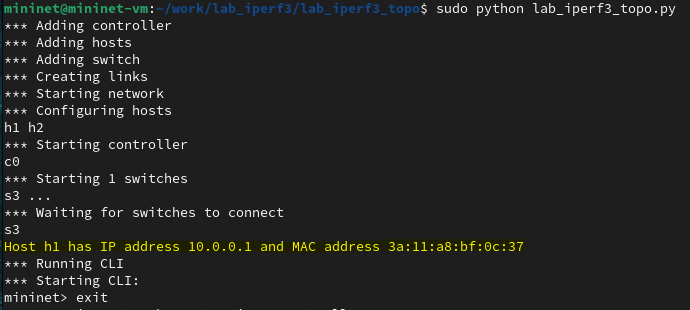 mininet@mininet-vm:~/work/lab_iperf3/lab_iperf3_topo$ sudo python lab_iperf3_topo.py
*** Adding controller
*** Adding hosts
*** Adding switch
*** Creating links
*** Starting network
*** Configuring hosts
h1 h2
*** Starting controller
c0
*** Starting 1 switches
s3 ...
*** Waiting for switches to connect
s3
Host h1 has IP address 10.0.0.1 and MAC address 3a:11:a8:bf:0c:37
*** Running CLI
*** Starting CLI:
mininet> exit